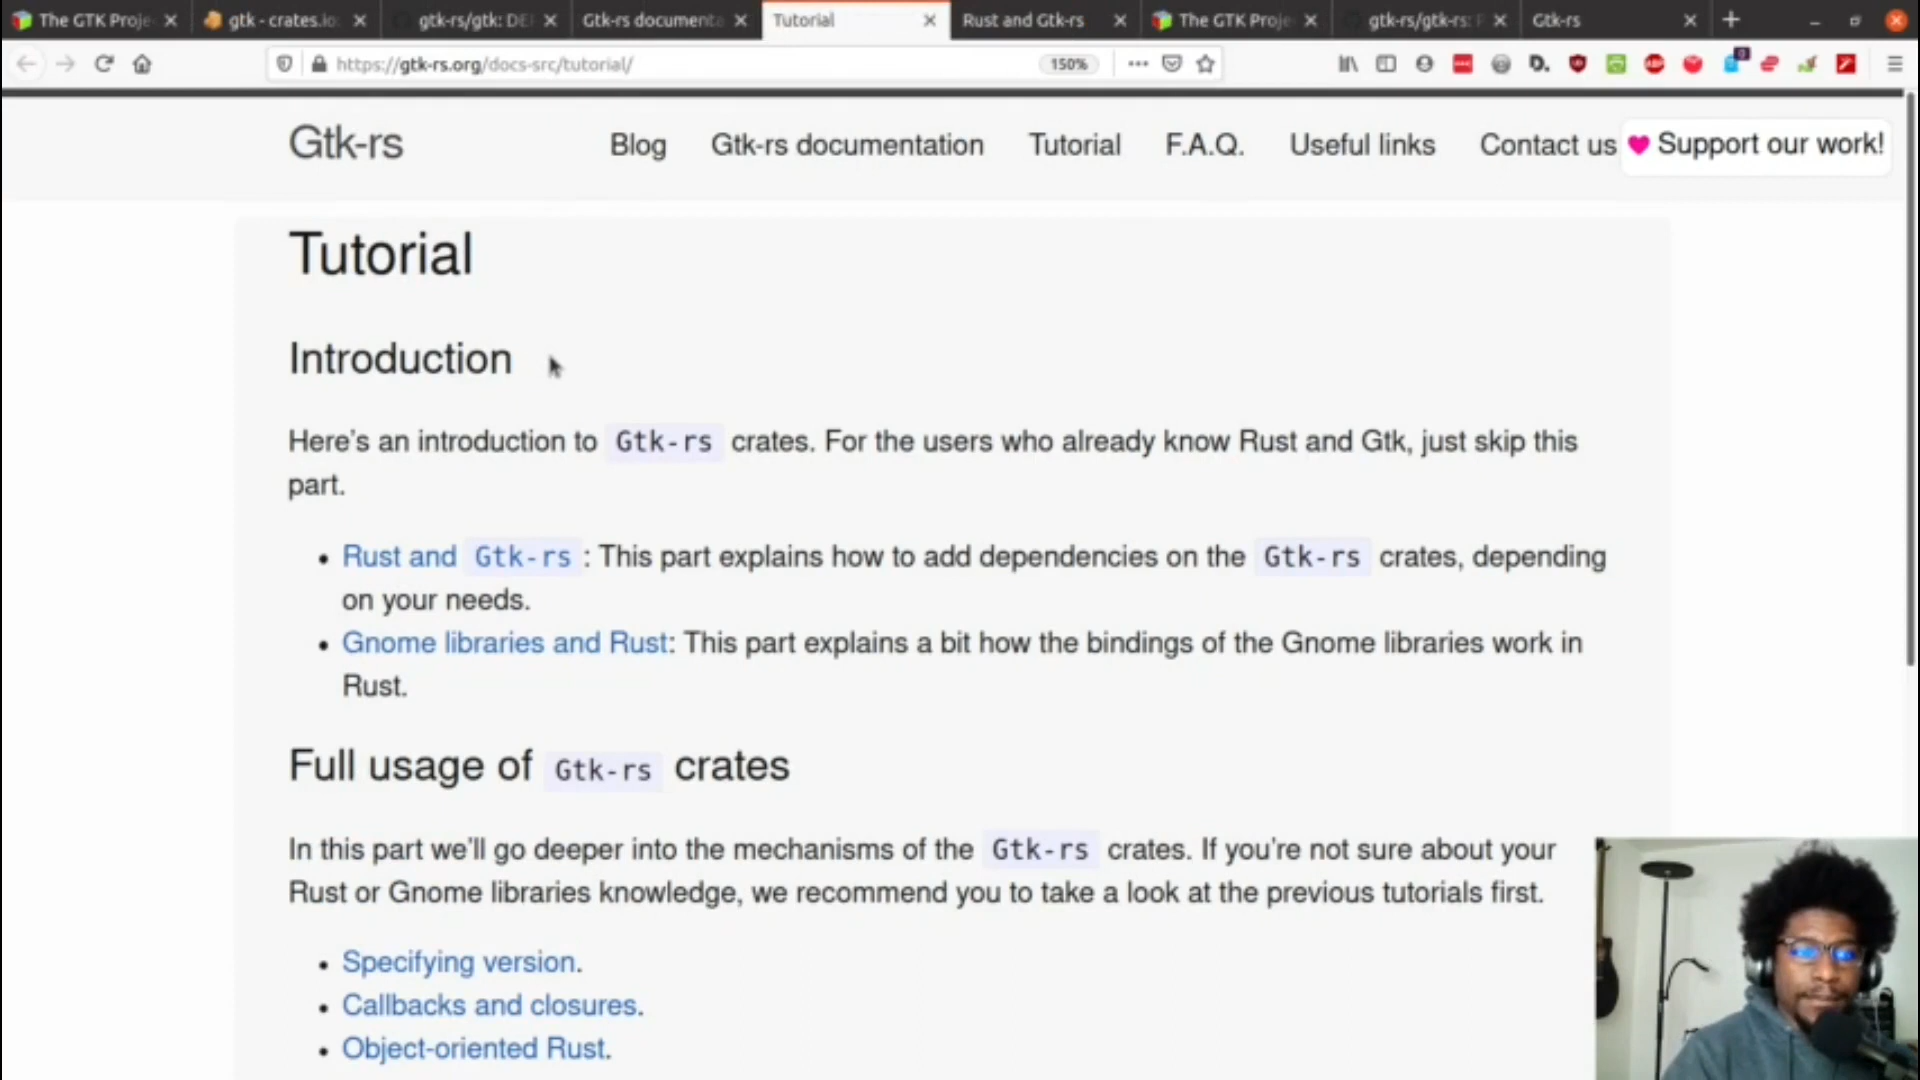 The GTK Proje
gtk - crates.io:
gtk-rs/gtk: DEF
Gtk-rs documenta
Tutorial
Rust and Gtk-rs
The GTK Proje
gtk-rs/gtk-rs:
Gtk-rs
https://gtk-rs.org/docs-src/tutorial/
150%
Gtk-rs
Blog
Gtk-rs documentation
Tutorial
F.A.Q.
Useful links
Contact us
Support our work!
Tutorial
Introduction
Here's an introduction to Gtk-rs crates. For the users who already know Rust and Gtk, just skip this
part.
• Rust and Gtk-rs : This part explains how to add dependencies on the Gtk-rs crates, depending
on your needs.
• Gnome libraries and Rust: This part explains a bit how the bindings of the Gnome libraries work in
Rust.
Full usage of Gtk-rs crates
In this part we'll go deeper into the mechanisms of the Gtk-rs crates. If you're not sure about your
Rust or Gnome libraries knowledge, we recommend you to take a look at the previous tutorials first.
• Specifying version.
• Callbacks and closures.
• Object-oriented Rust.